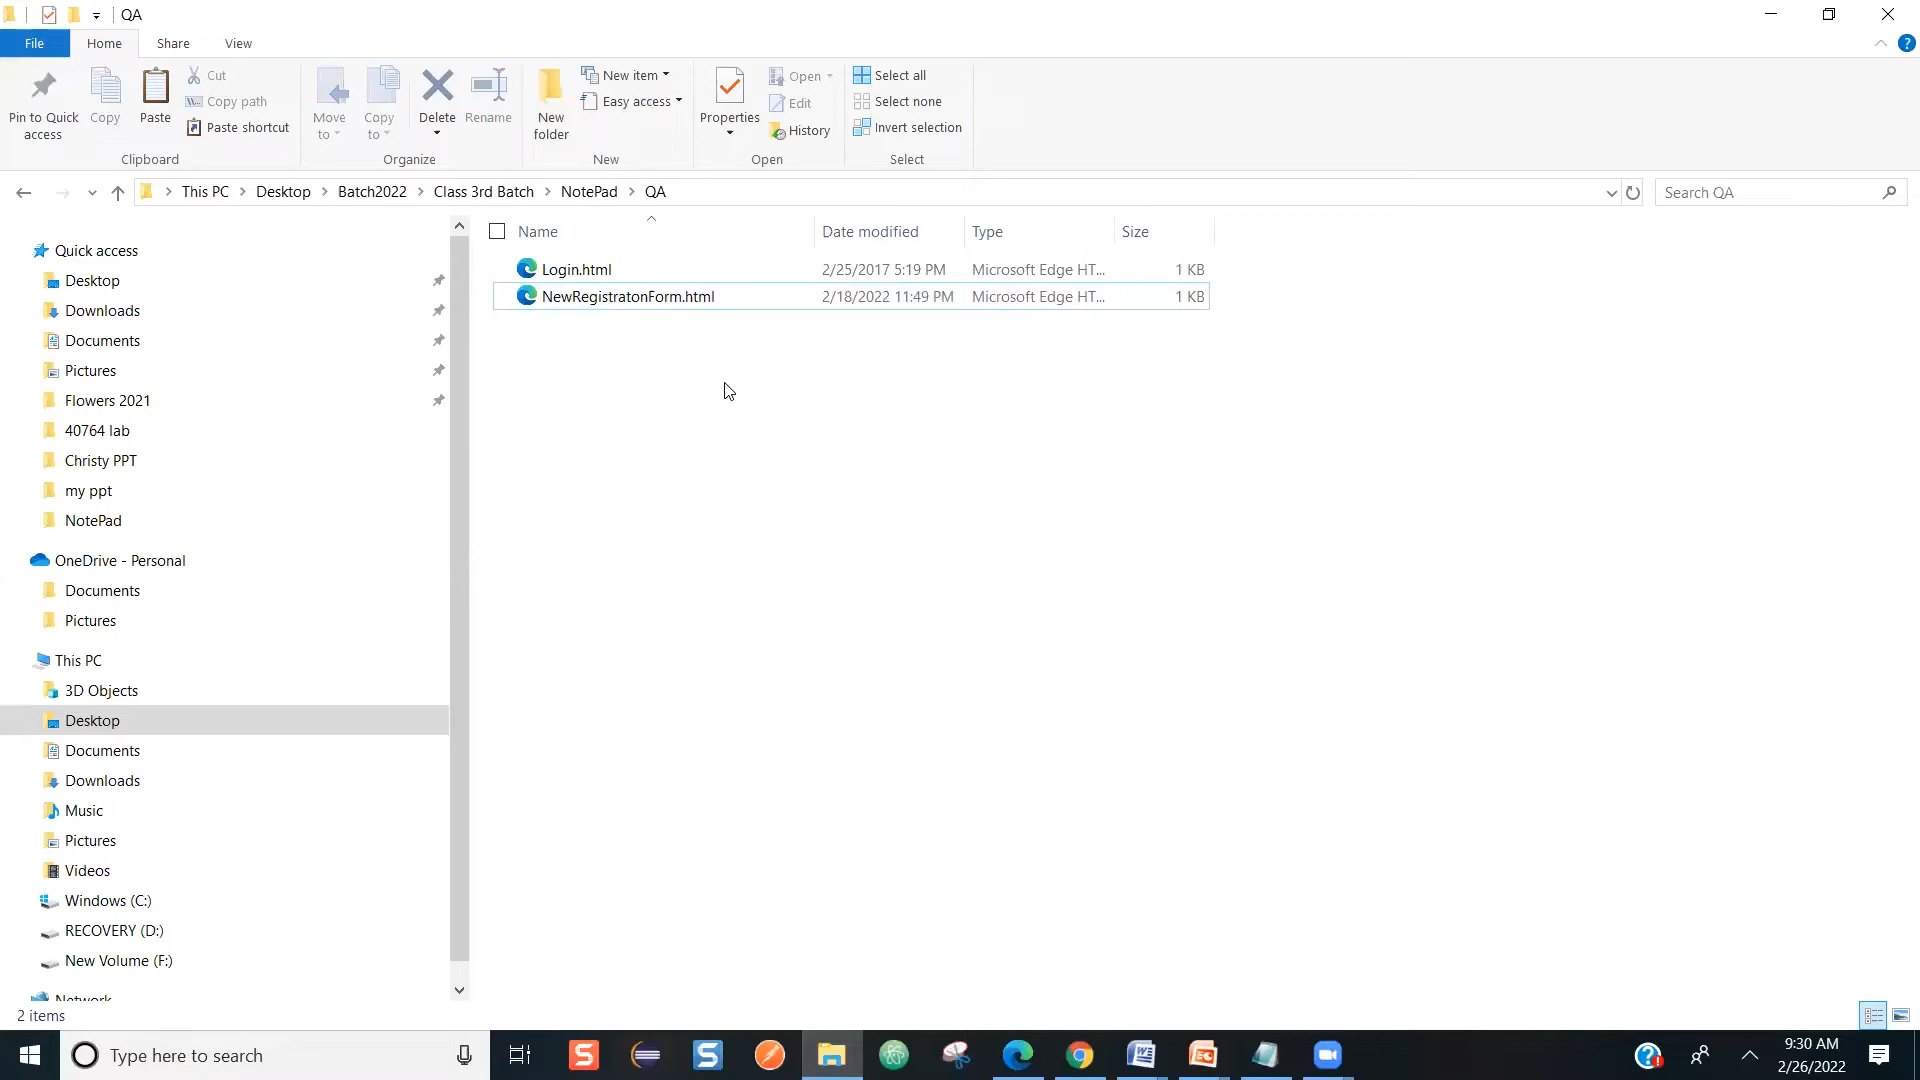 QA
File
Home
Share
View
Pin to Quick access
Copy
Paste
Cut
Copy path
Paste shortcut
Clipboard
Move to
Copy to
Delete
Rename
Organize
New folder
New item
Easy access
New
Properties
Open
Edit
History
Open
Select all
Select none
Invert selection
Select
This PC > Desktop > Batch2022 > Class 3rd Batch > NotePad > QA
Search QA
Name Date modified Type Size
Login.html 2/25/2017 5:19 PM Microsoft Edge HT... 1 KB
NewRegistratonForm.html 2/18/2022 11:49 PM Microsoft Edge HT... 1 KB
Quick access
Desktop
Downloads
Documents
Pictures
Flowers 2021
40764 lab
Christy PPT
my ppt
NotePad
OneDrive - Personal
Documents
Pictures
This PC
3D Objects
Desktop
Documents
Downloads
Music
Pictures
Videos
Windows (C:)
RECOVERY (D:)
New Volume (F:)
Network
2 items
Type here to search
9:30 AM
2/26/2022